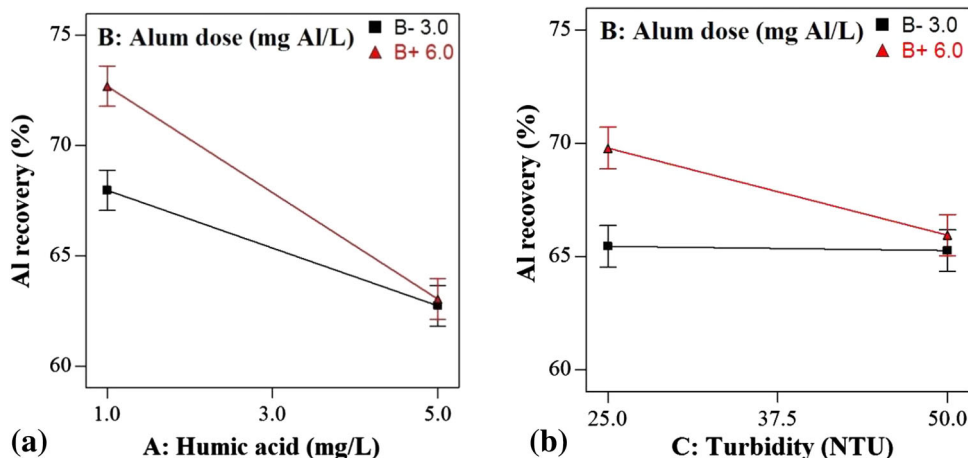 B: Alum dose (mg Al/L)
B- 3.0
B+ 6.0
Al recovery (%)
75
70
65
60
1.0
3.0
5.0
(a)
A: Humic acid (mg/L)
B: Alum dose (mg Al/L)
B- 3.0
B+ 6.0
Al recovery (%)
75
70
65
60
25.0
37.5
50.0
(b)
C: Turbidity (NTU)